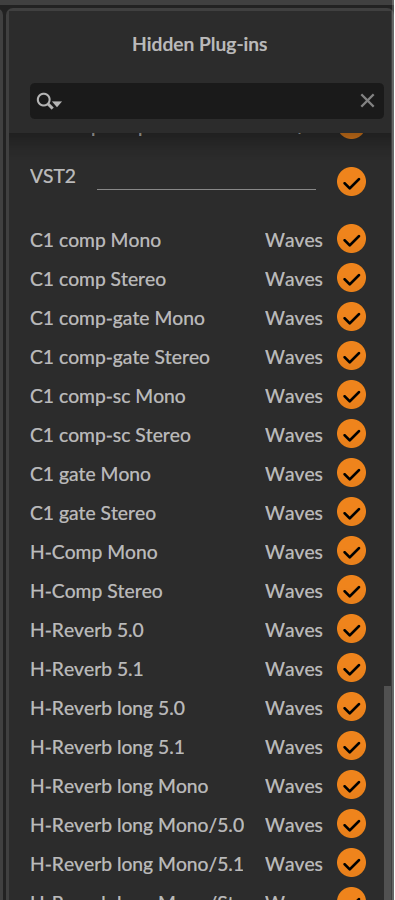 Hidden Plug-ins
VST2
C1 comp Mono Waves
C1 comp Stereo Waves
C1 comp-gate Mono Waves
C1 comp-gate Stereo Waves
C1 comp-sc Mono Waves
C1 comp-sc Stereo Waves
C1 gate Mono Waves
C1 gate Stereo Waves
H-Comp Mono Waves
H-Comp Stereo Waves
H-Reverb 5.0 Waves
H-Reverb 5.1 Waves
H-Reverb long 5.0 Waves
H-Reverb long 5.1 Waves
H-Reverb long Mono Waves
H-Reverb long Mono/5.0 Waves
H-Reverb long Mono/5.1 Waves